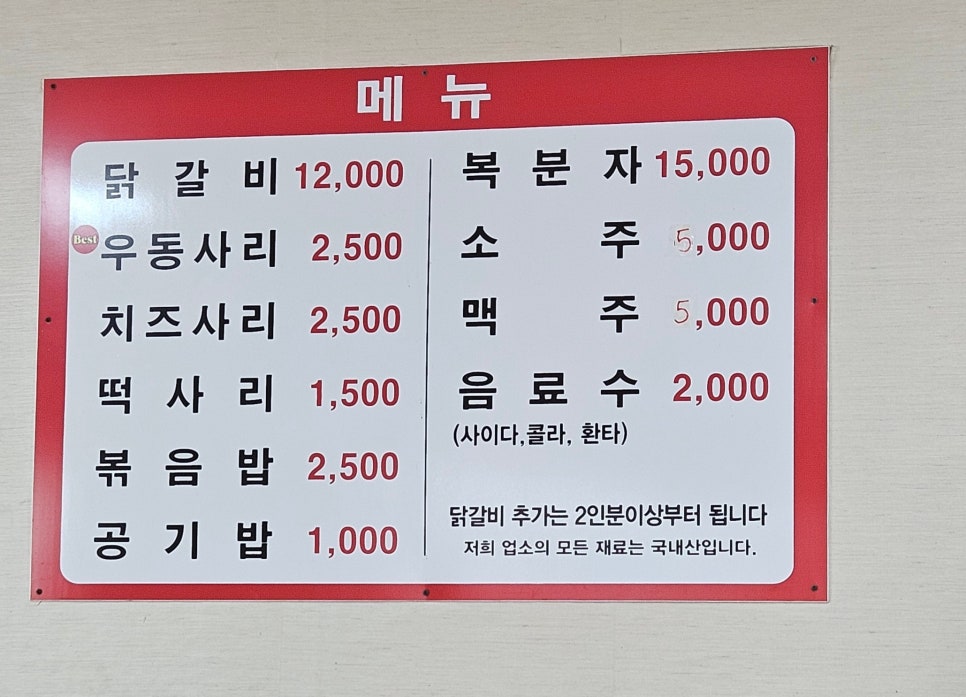 메뉴
닭갈비 12,000
Best 우동사리 2,500
치즈사리 2,500
떡사리 1,500
볶음밥 2,500
공기밥 1,000
복분자 15,000
소주 5,000
맥주 5,000
음료수 2,000
(사이다,콜라, 환타)
닭갈비 추가는 2인분이상부터 됩니다
저희 업소의 모든 재료는 국내산입니다.